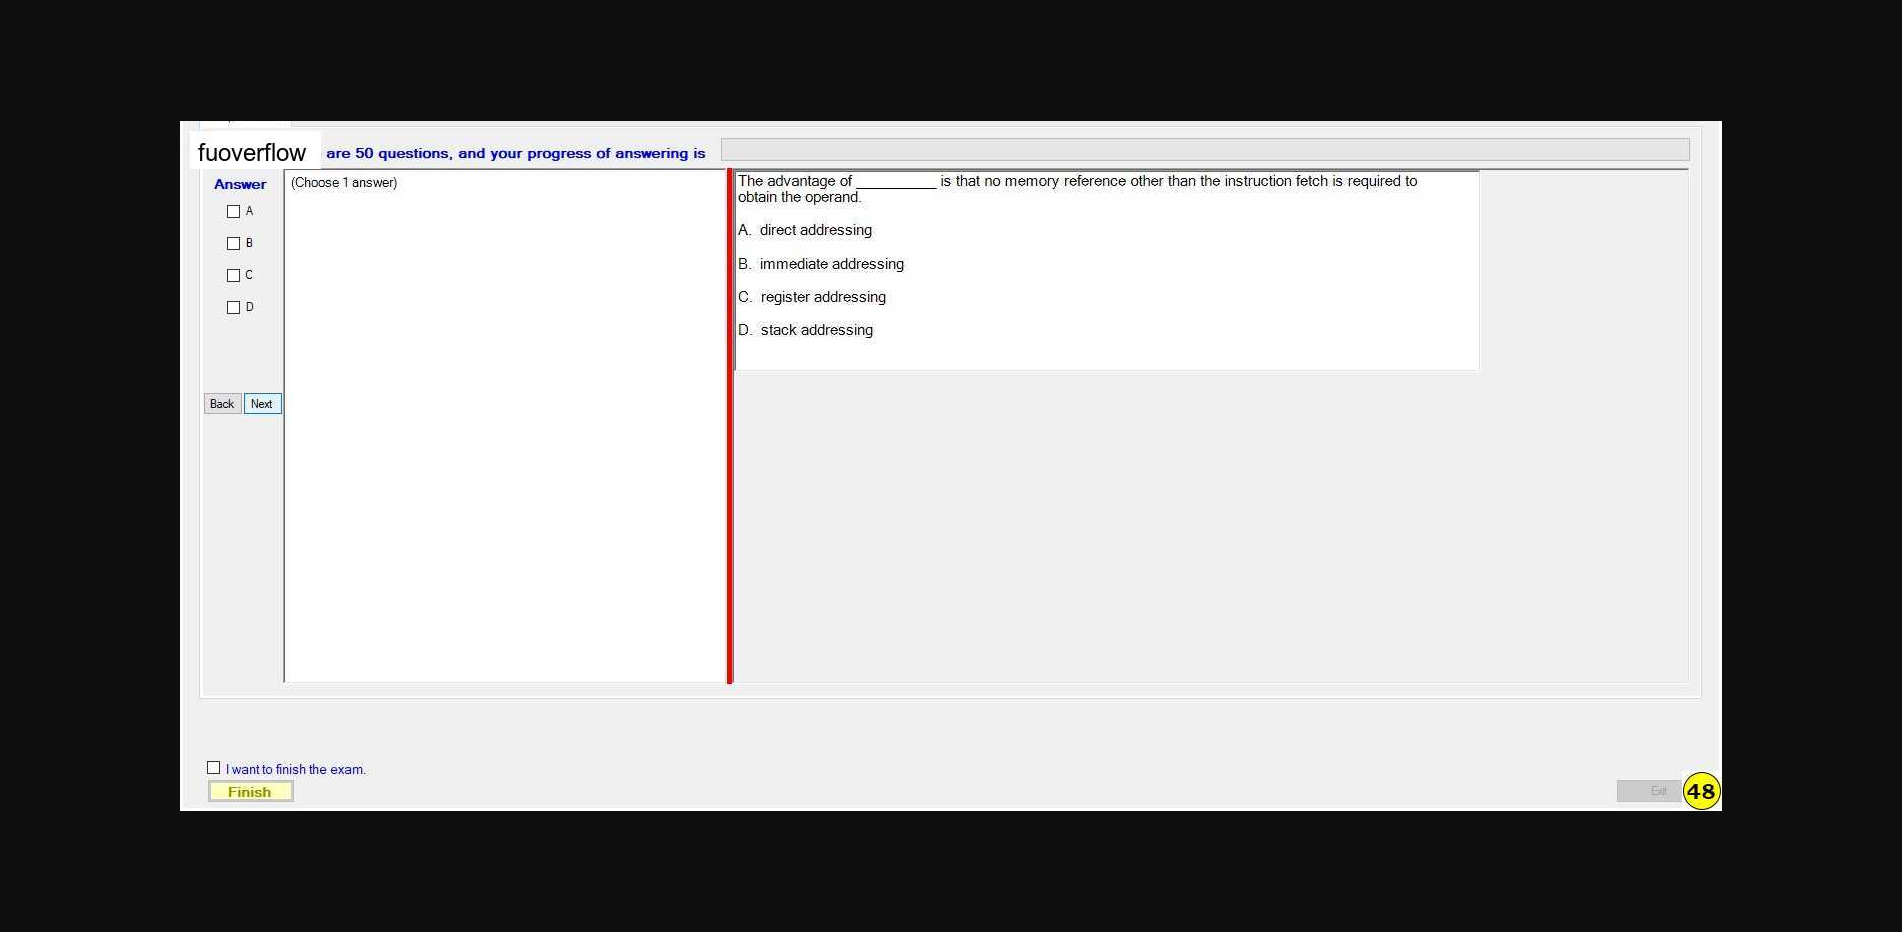 fuoverflow are 50 questions, and your progress of answering is
Answer
A
B
C
D
Back Next
(Choose 1 answer)
The advantage of __________ is that no memory reference other than the instruction fetch is required to
obtain the operand.
A. direct addressing
B. immediate addressing
C. register addressing
D. stack addressing
I want to finish the exam.
Finish
Exit
48